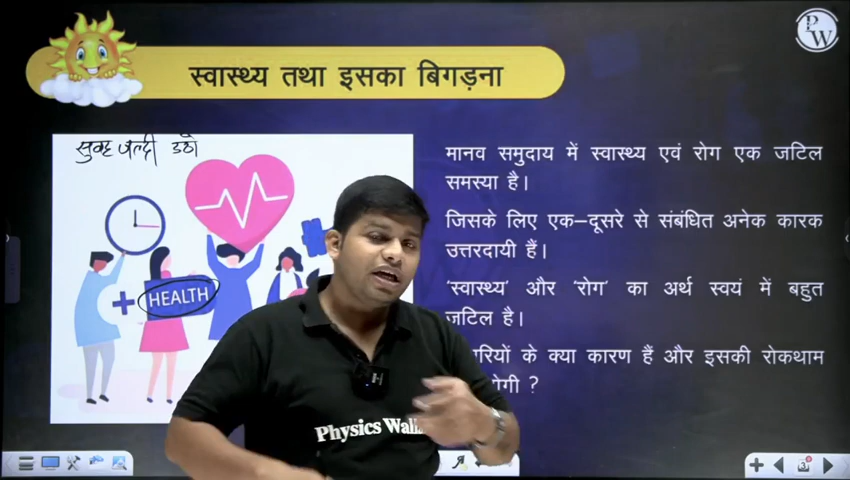 स्वास्थ्य तथा इसका बिगड़ना
PW
सुबह जल्दी उठो
HEALTH
मानव समुदाय में स्वास्थ्य एवं रोग एक जटिल
समस्या है।
जिसके लिए एक–दूसरे से संबंधित अनेक कारक
उत्तरदायी हैं।
'स्वास्थ्य' और 'रोग' का अर्थ स्वयं में बहुत
जटिल है।
के क्या कारण हैं और इसकी रोकथाम
?
Physics
3